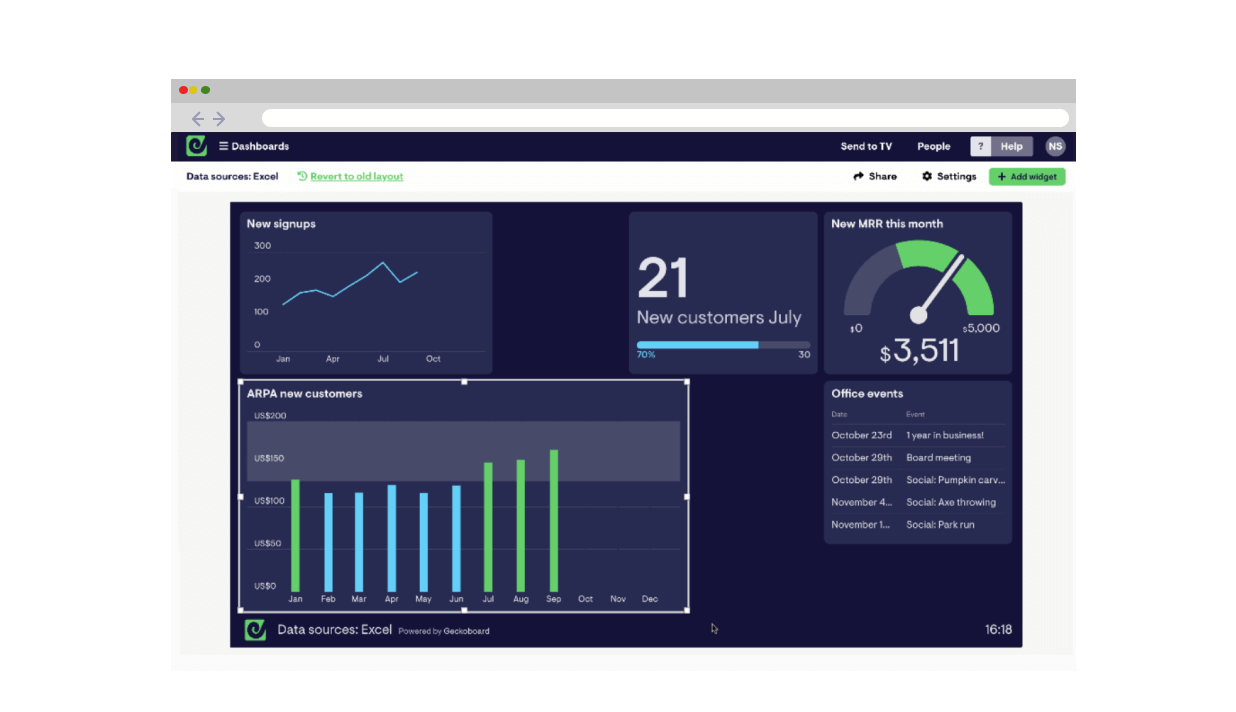 Dashboards
Send to TV
People
?
Help
NS
Data sources: Excel
Revert to old layout
Share
Settings
+ Add widget
New signups
300
200
100
0
Jan Apr Jul Oct
21
New customers July
70%
30
New MRR this month
$0
$5,000
$3,511
ARPA new customers
US$200
US$150
US$100
US$50
US$0
Jan Feb Mar Apr May Jun Jul Aug Sep Oct Nov Dec
Office events
Date Event
October 23rd 1 year in business!
October 29th Board meeting
October 29th Social: Pumpkin carv...
November 4... Social: Axe throwing
November 1... Social: Park run
Data sources: Excel Powered by Geckoboard
16:18